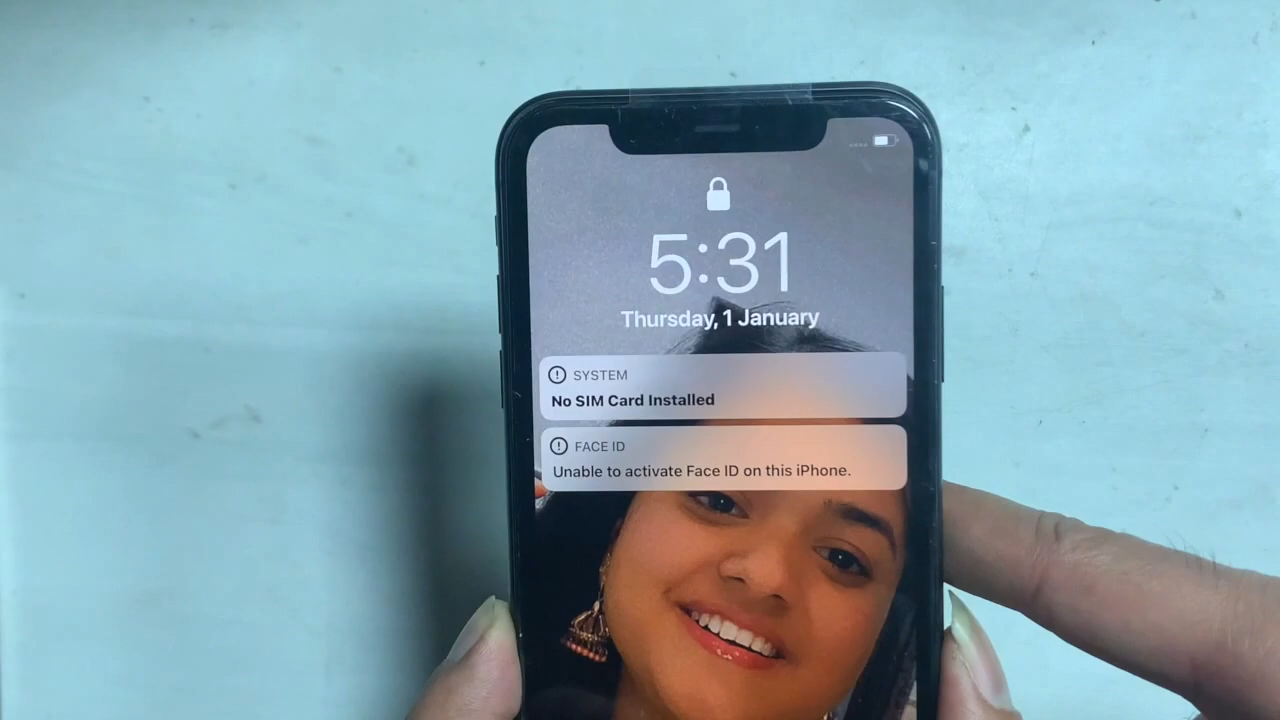 5:31
Thursday, 1 January
SYSTEM
No SIM Card Installed
FACE ID
Unable to activate Face ID on this iPhone.